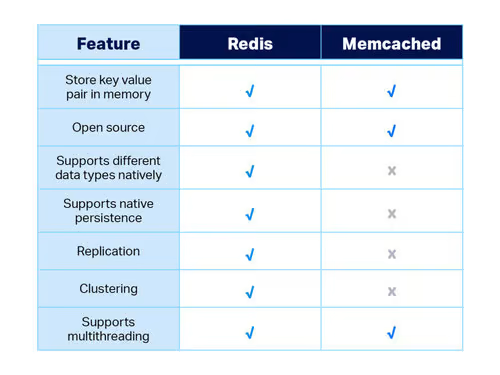 Feature Redis Memcached
Store key value
pair in memory √ √
Open source √ √
Supports different
data types natively √ x
Supports native
persistence √ x
Replication √ x
Clustering √ x
Supports
multithreading √ √